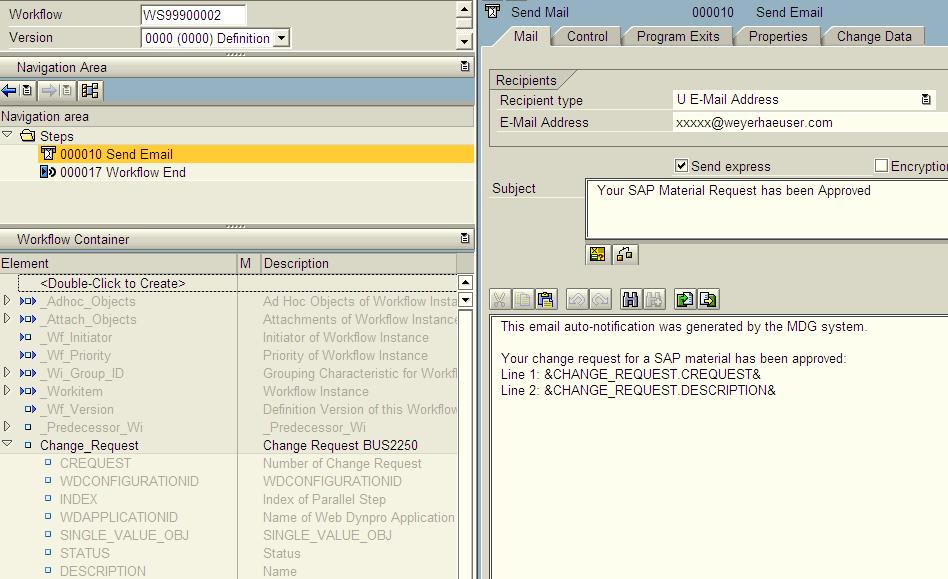 Workflow WS99900002
Version 0000 (0000) Definition
Navigation Area
Navigation area
Steps
000010 Send Email
000017 Workflow End
Workflow Container
Element M Description
<Double-Click to Create>
_Adhoc_Objects Ad Hoc Objects of Workflow Insta
_Attach_Objects Attachments of Workflow Instance
_Wf_Initiator Initiator of Workflow Instance
_Wf_Priority Priority of Workflow Instance
_Wi_Group_ID Grouping Characteristic for Workfl
_Workitem Workflow Instance
_Wf_Version Definition Version of this Workflow
_Predecessor_Wi _Predecessor_Wi
Change_Request Change Request BUS2250
CREQUEST Number of Change Request
WDCONFIGURATIONID WDCONFIGURATIONID
INDEX Index of Parallel Step
WDAPPLICATIONID Name of Web Dynpro Application
SINGLE_VALUE_OBJ SINGLE_VALUE_OBJ
STATUS Status
DESCRIPTION Name
Send Mail 000010 Send Email
Mail Control Program Exits Properties Change Data
Recipients
Recipient type U E-Mail Address
E-Mail Address xxxxx@weyerhaeuser.com
Send express Encryption
Subject Your SAP Material Request has been Approved
This email auto-notification was generated by the MDG system.
Your change request for a SAP material has been approved:
Line 1: &CHANGE_REQUEST.CREQUEST&
Line 2: &CHANGE_REQUEST.DESCRIPTION&